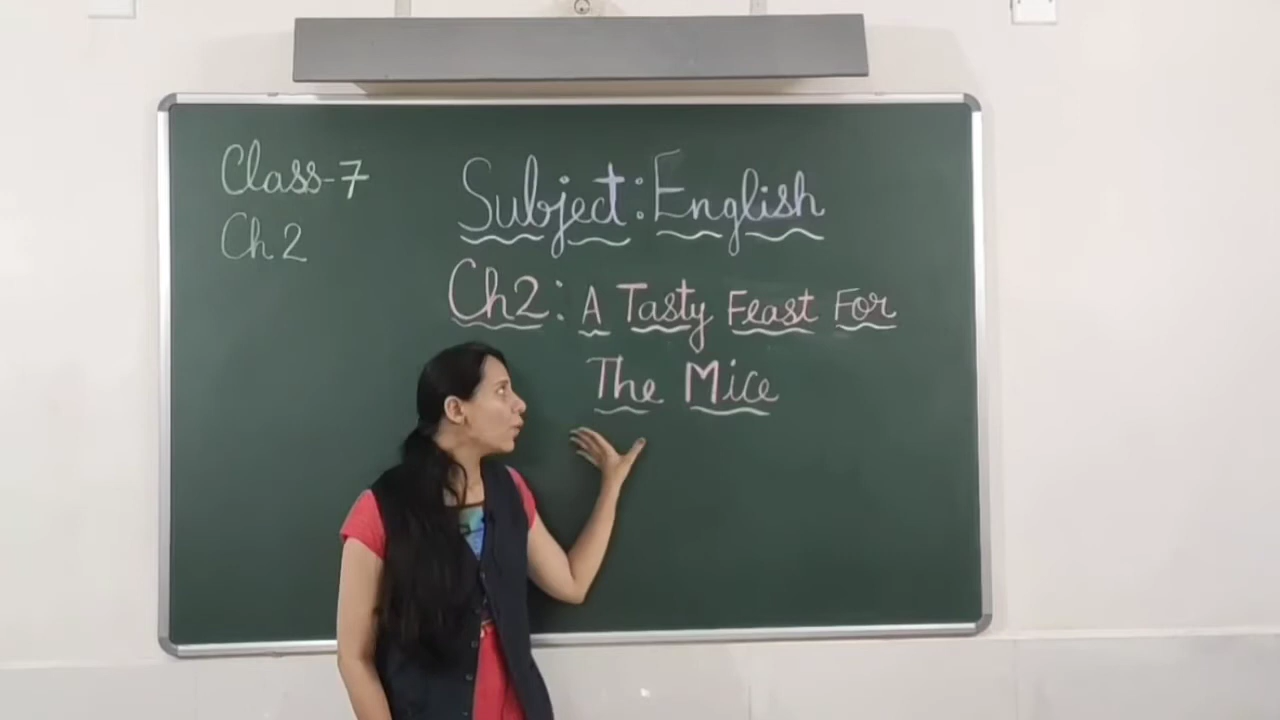 Class-7
Ch 2
Subject: English
Ch2: A Tasty Feast For
The Mice